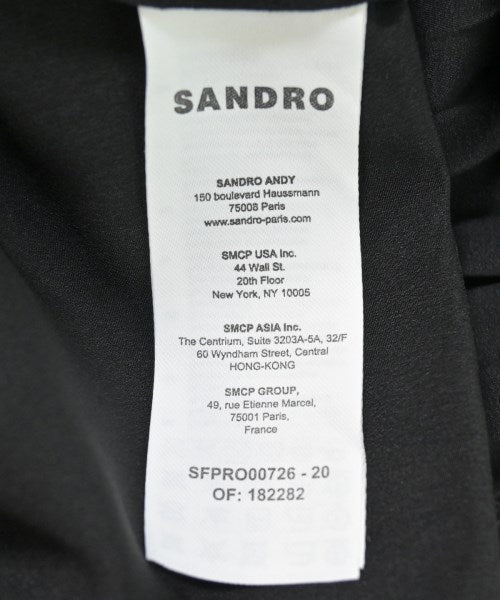 SANDRO
SANDRO ANDY
150 boulevard Haussmann
75008 Paris
www.sandro-paris.com
SMCP USA Inc.
44 Wall St.
20th Floor
New York, NY 10005
SMCP ASIA Inc.
The Centrium, Suite 3203A-5A, 32/F
60 Wyndham Street, Central
HONG-KONG
SMCP GROUP,
49, rue Etienne Marcel,
75001 Paris,
France
SFPRO00726 - 20
OF: 182282